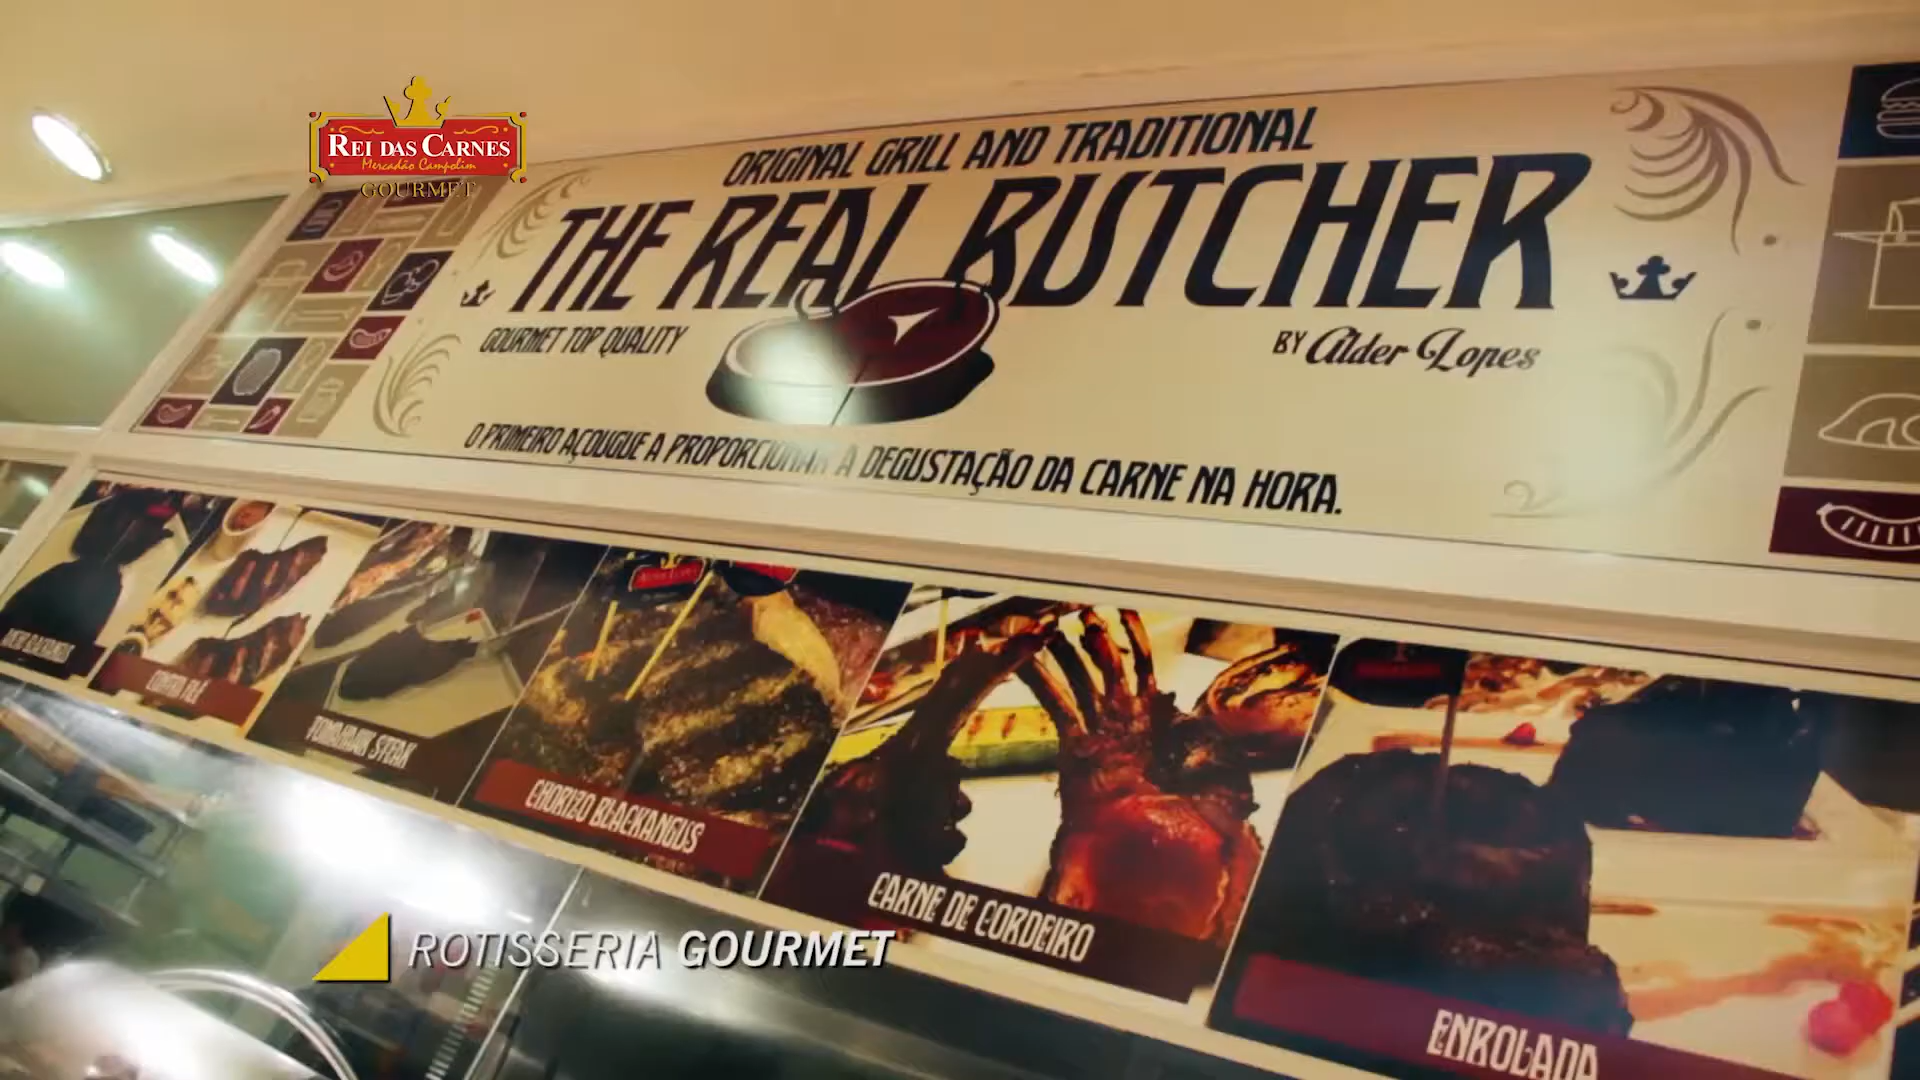 REI DAS CARNES
Mercadão Campolim
GOURMET
ORIGINAL GRILL AND TRADITIONAL
THE REAL BUTCHER
GOURMET TOP QUALITY
BY Alder Lopes
O PRIMEIRO AÇOUGUE A PROPORCIONAR A DEGUSTAÇÃO DA CARNE NA HORA.
TOMAHAWK STEAK
CHORIZO BLACKANGUS
CARNE DE CORDEIRO
ENROLADA
ROTISSERIA GOURMET